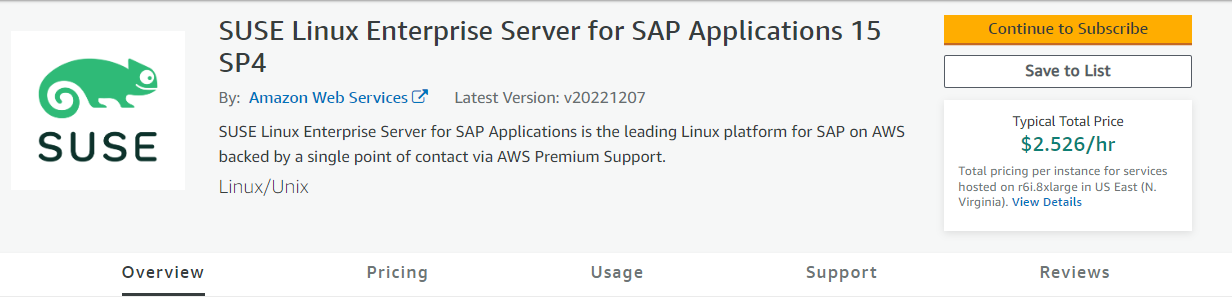 SUSE Linux Enterprise Server for SAP Applications 15
SP4
By: Amazon Web Services Latest Version: v20221207
SUSE Linux Enterprise Server for SAP Applications is the leading Linux platform for SAP on AWS
backed by a single point of contact via AWS Premium Support.
Linux/Unix
SUSE
Continue to Subscribe
Save to List
Typical Total Price
$2.526/hr
Total pricing per instance for services
hosted on r6i.8xlarge in US East (N.
Virginia). View Details
Overview Pricing Usage Support Reviews